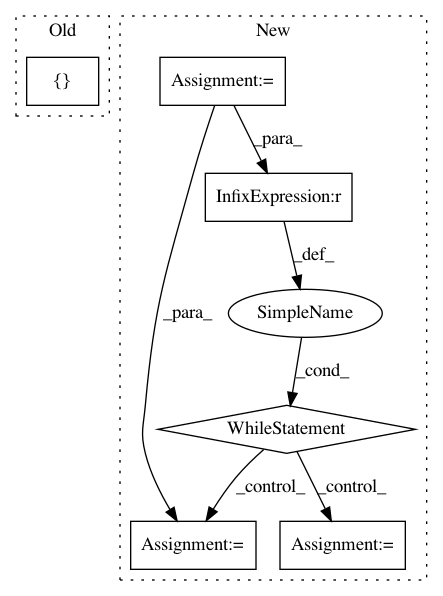 Old
New
{}
Assignment:=
_para_
InfixExpression:r
_def_
_para_
SimpleName
_cond_
WhileStatement
_control_
_control_
Assignment:=
Assignment:=